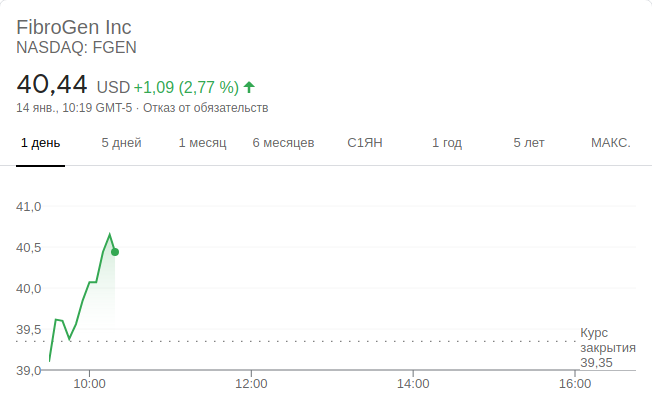 FibroGen Inc
NASDAQ: FGEN
40,44 USD +1,09 (2,77 %)
14 янв., 10:19 GMT-5 · Отказ от обязательств
1 день 5 дней 1 месяц 6 месяцев С1ЯН 1 год 5 лет МАКС.
41,0
40,5
40,0
39,5
39,0
Курс
закрытия
39,35
10:00 12:00 14:00 16:00